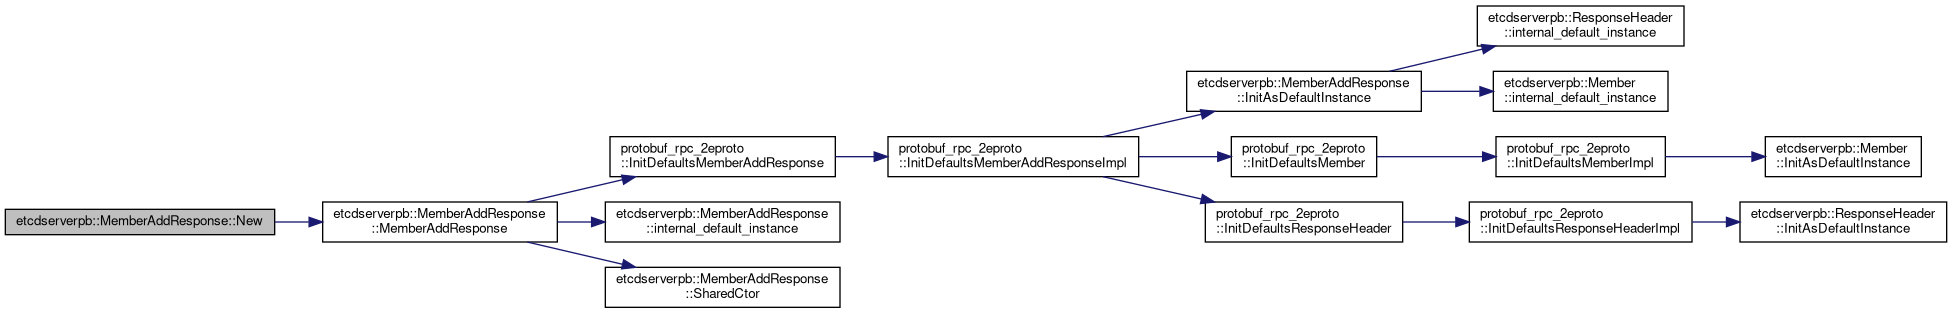 etcdserverpb::MemberAddResponse::New
etcdserverpb::MemberAddResponse
::MemberAddResponse
protobuf_rpc_2eproto
::InitDefaultsMemberAddResponse
etcdserverpb::MemberAddResponse
::internal_default_instance
etcdserverpb::MemberAddResponse
::SharedCtor
protobuf_rpc_2eproto
::InitDefaultsMemberAddResponseImpl
etcdserverpb::MemberAddResponse
::InitAsDefaultInstance
protobuf_rpc_2eproto
::InitDefaultsMember
protobuf_rpc_2eproto
::InitDefaultsResponseHeader
etcdserverpb::ResponseHeader
::internal_default_instance
etcdserverpb::Member
::internal_default_instance
protobuf_rpc_2eproto
::InitDefaultsMemberImpl
protobuf_rpc_2eproto
::InitDefaultsResponseHeaderImpl
etcdserverpb::Member
::InitAsDefaultInstance
etcdserverpb::ResponseHeader
::InitAsDefaultInstance